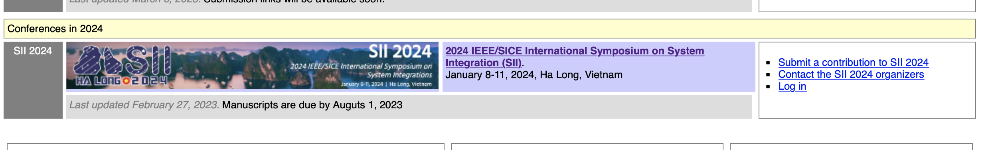 Last updated March 6, 2023. Submission links will be available soon.
Conferences in 2024
SII 2024
SII
HA LONG 2024
SII 2024
2024 IEEE/SICE International Symposium on
System Integrations
January 8-11, 2024 | Ha Long, Vietnam
2024 IEEE/SICE International Symposium on System
Integration (SII).
January 8-11, 2024, Ha Long, Vietnam
Submit a contribution to SII 2024
Contact the SII 2024 organizers
Log in
Last updated February 27, 2023. Manuscripts are due by Auguts 1, 2023